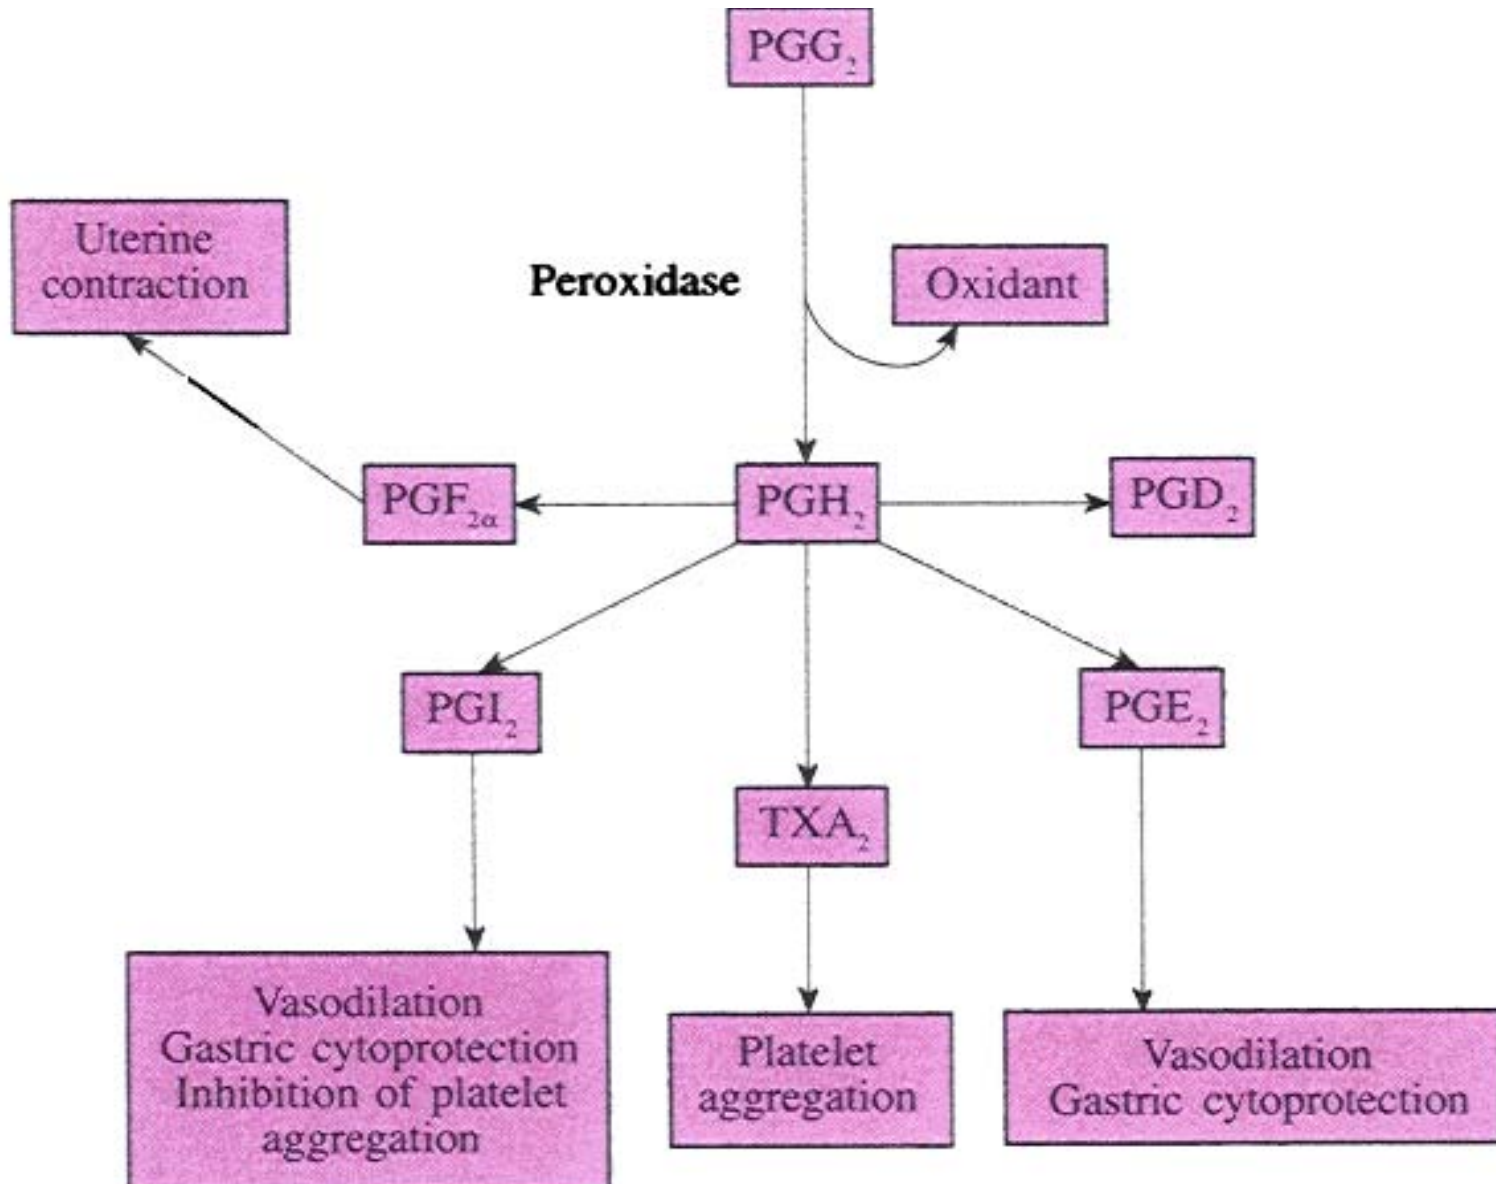 PGG₂
Uterine
contraction
Peroxidase
Oxidant
PGF₂α
PGH₂
PGD₂
PGI₂
PGE₂
TXA₂
Vasodilation
Gastric cytoprotection
Inhibition of platelet
aggregation
Platelet
aggregation
Vasodilation
Gastric cytoprotection